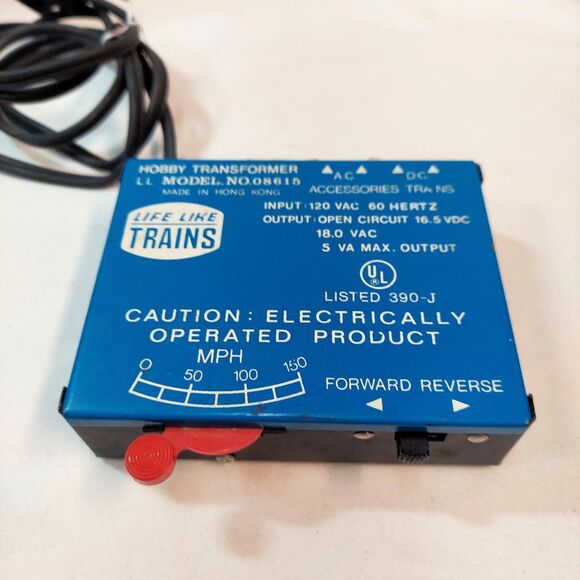 HOBBY TRANSFORMER
LL MODEL.NO.08615
MADE IN HONG KONG
AC DC
ACCESSORIES TRAINS
LIFE LIKE
TRAINS
INPUT: 120 VAC 60 HERTZ
OUTPUT: OPEN CIRCUIT 16.5 VDC
18.0 VAC
5 VA MAX. OUTPUT
UL
LISTED 390-J
CAUTION: ELECTRICALLY
OPERATED PRODUCT
MPH
0 50 100 150
FORWARD REVERSE